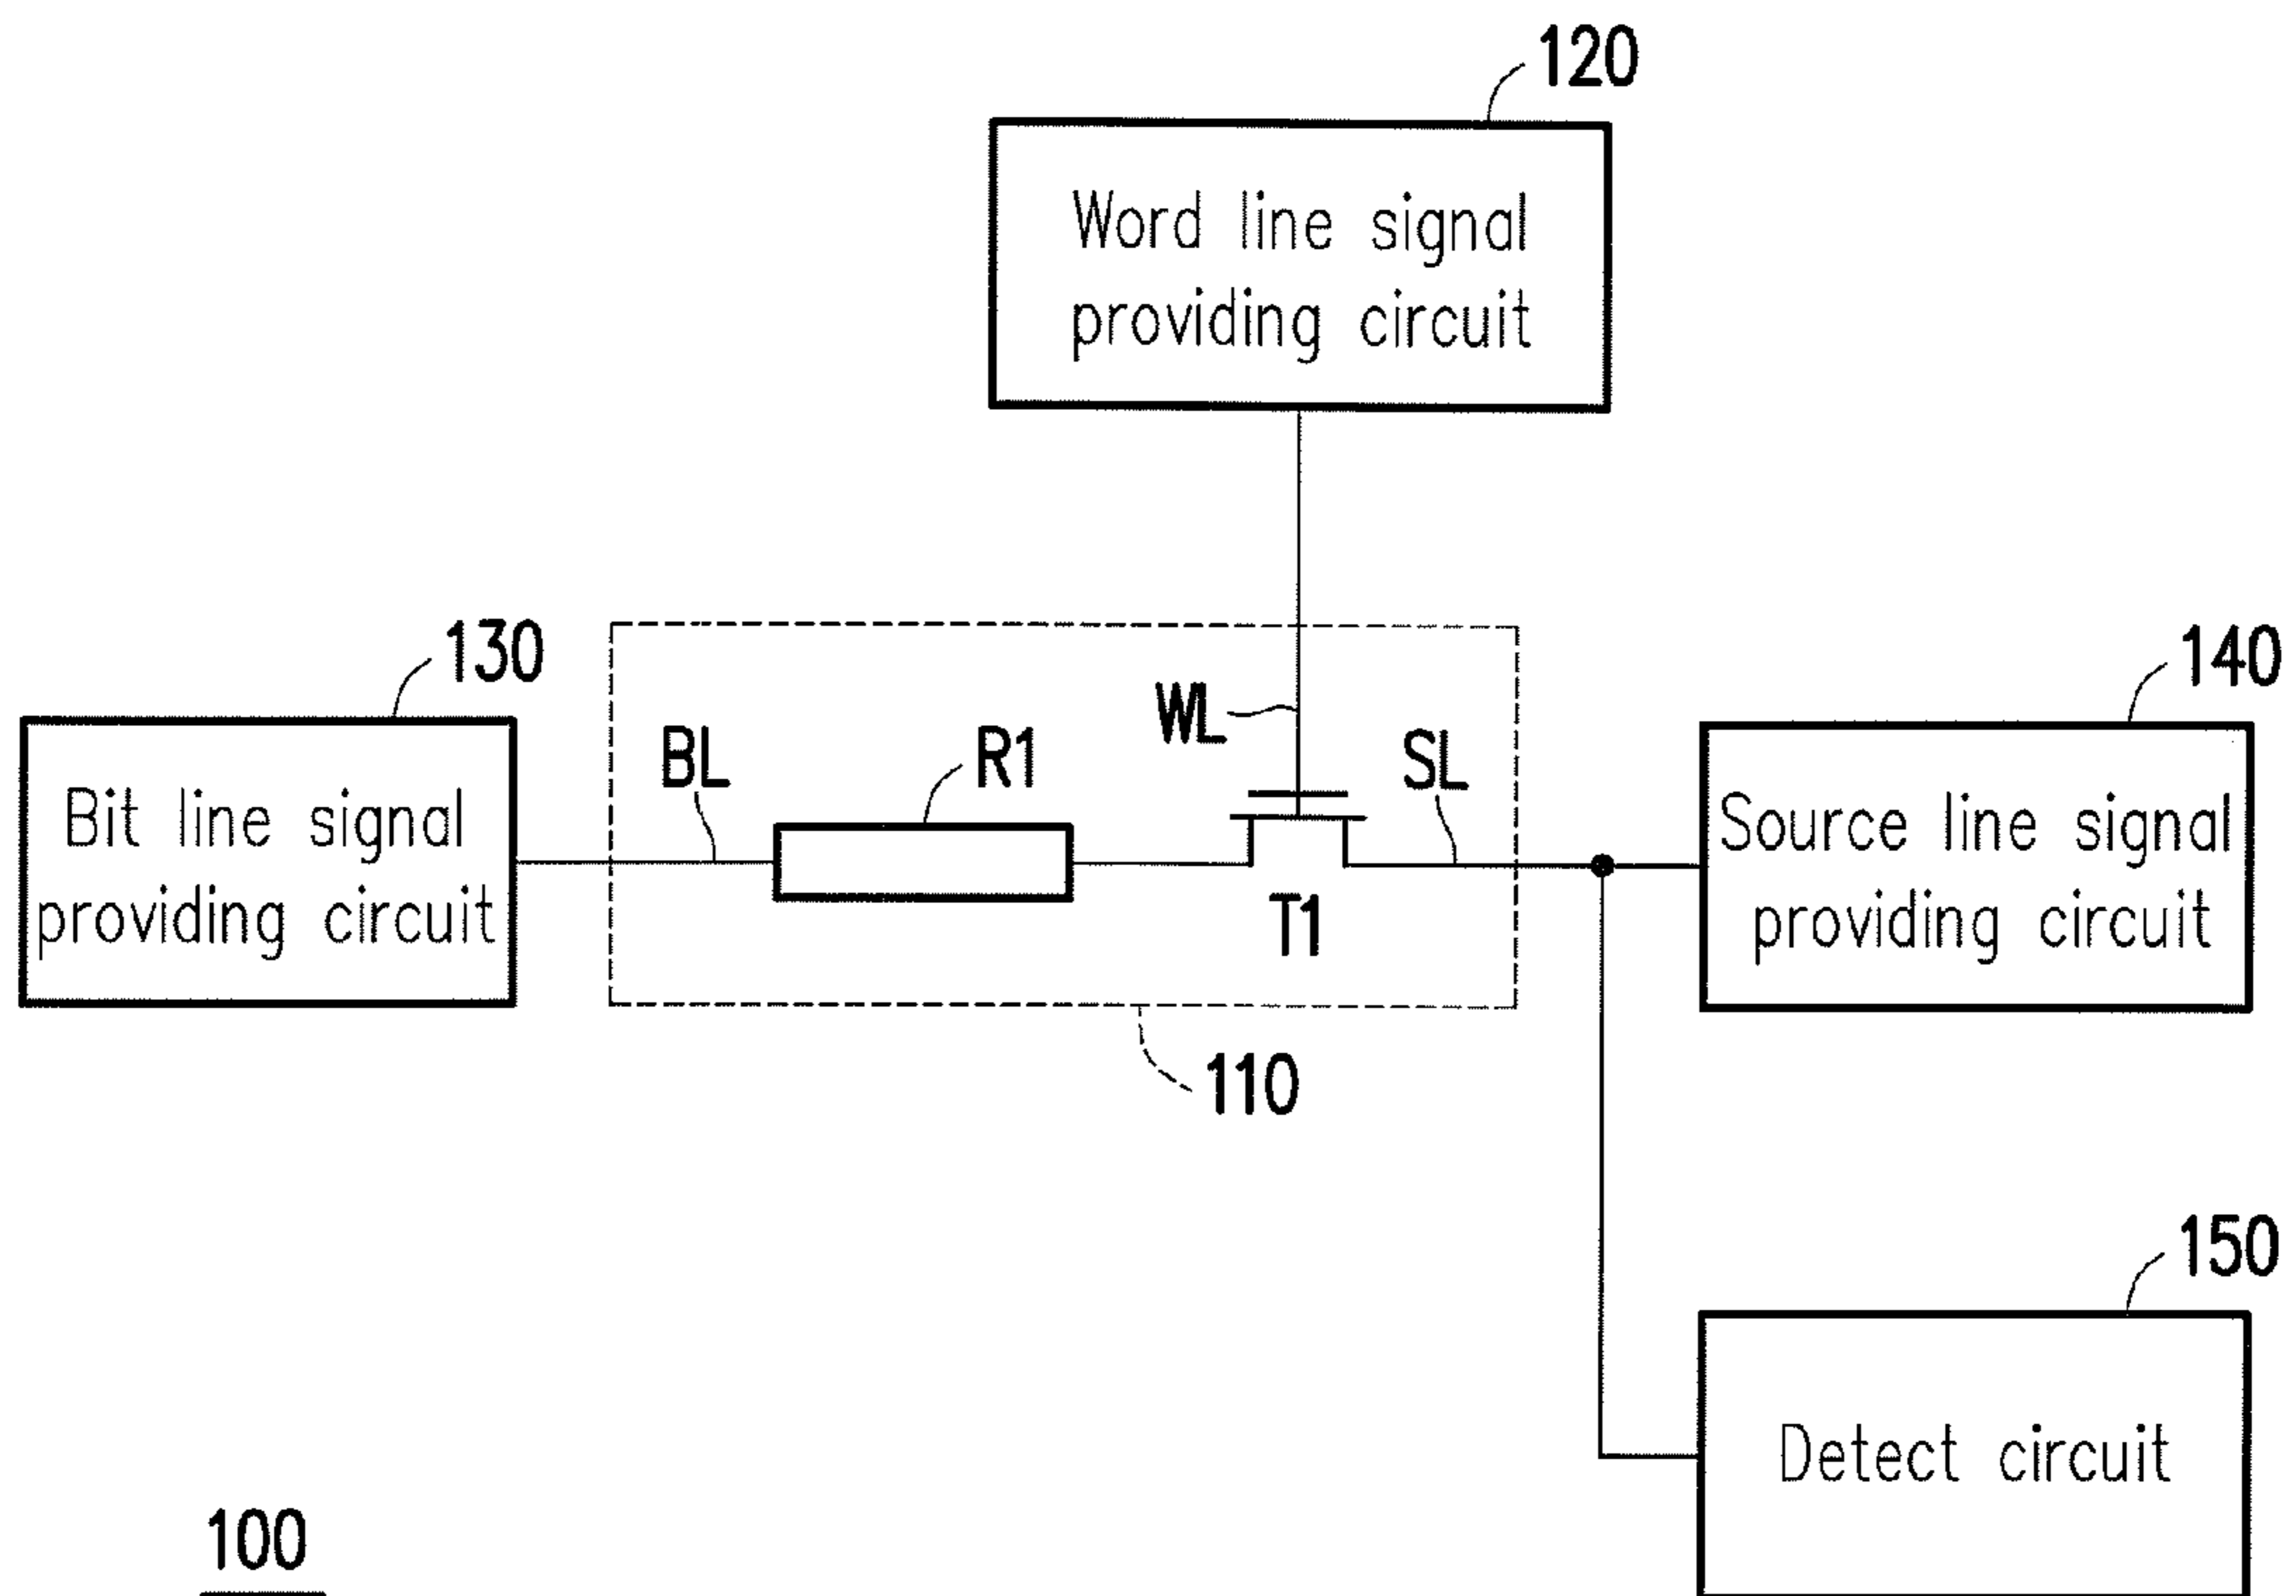 120
Word line signal
providing circuit
130
140
BL
R1
WL
SL
Bit line signal
providing circuit
T1
Source line signal
providing circuit
110
150
Detect circuit
100